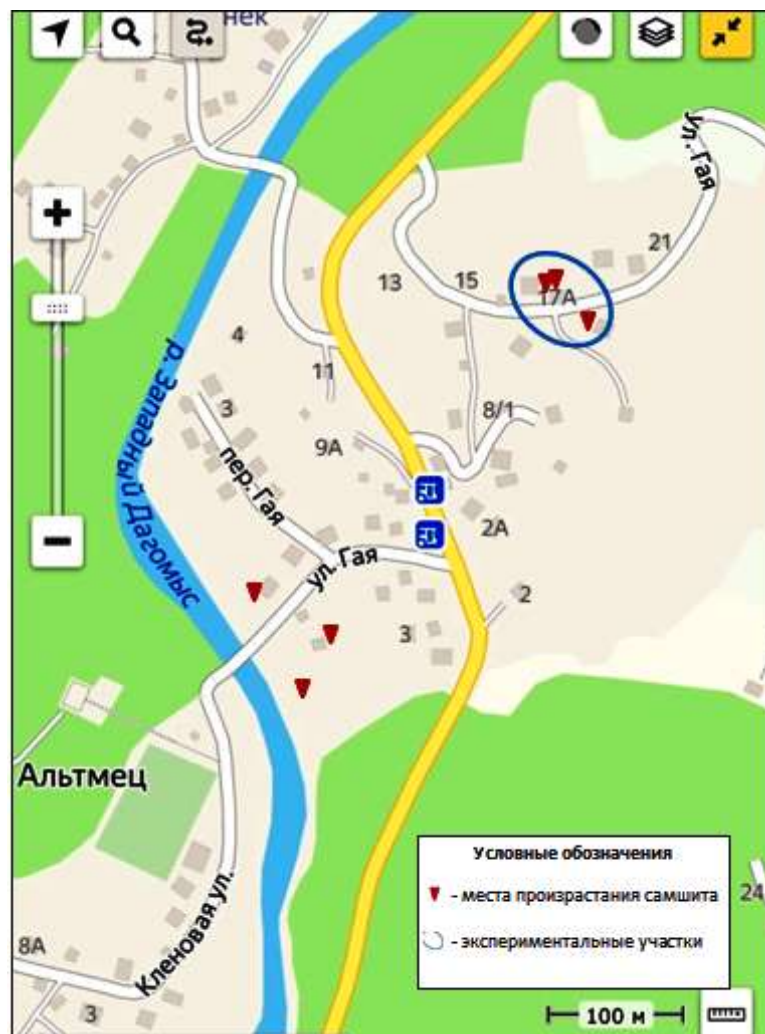 нек
ул. Гая
21
13
15
17А
4
р. Западный Дагомыс
11
3
8/1
9А
пер. Гая
2А
ул. Гая
2
3
Альтмец
Условные обозначения
- места произрастания самшита
- экспериментальные участки
24
Кленовая ул.
8А
3
100 м